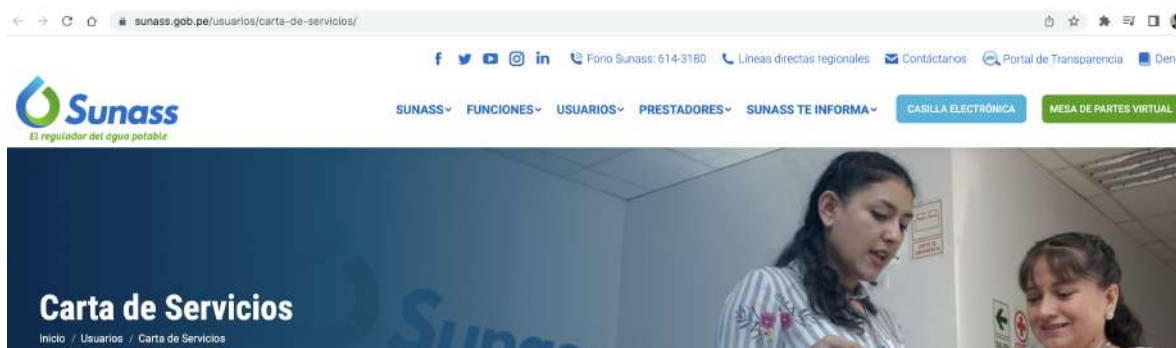 sunass.gob.pe/usuarios/carta-de-servicios/
Fono Sunass: 614-3180 Líneas directas regionales Contáctanos Portal de Transparencia Den
Sunass
El regulador del agua potable
SUNASS FUNCIONES USUARIOS PRESTADORES SUNASS TE INFORMA CASILLA ELECTRÓNICA MESA DE PARTES VIRTUAL
Carta de Servicios
Inicio / Usuarios / Carta de Servicios
Sunass